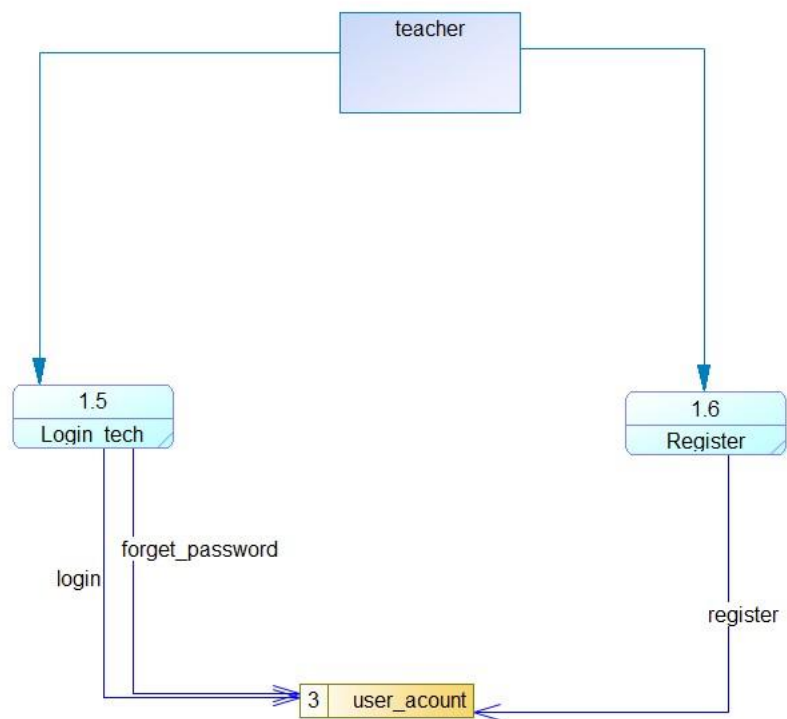 teacher
1.5
Login_tech
1.6
Register
forget_password
login
register
3 user_acount